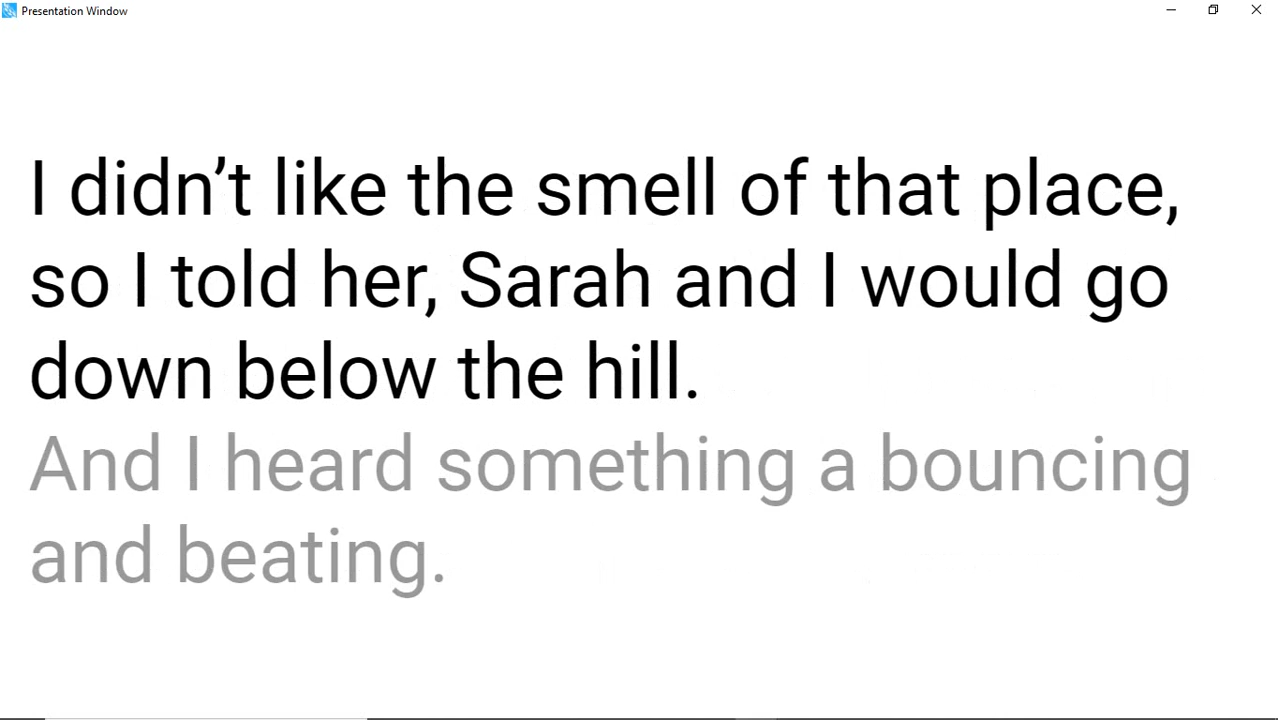 Presentation Window
I didn’t like the smell of that place,
so I told her, Sarah and I would go
down below the hill.
And I heard something a bouncing
and beating.